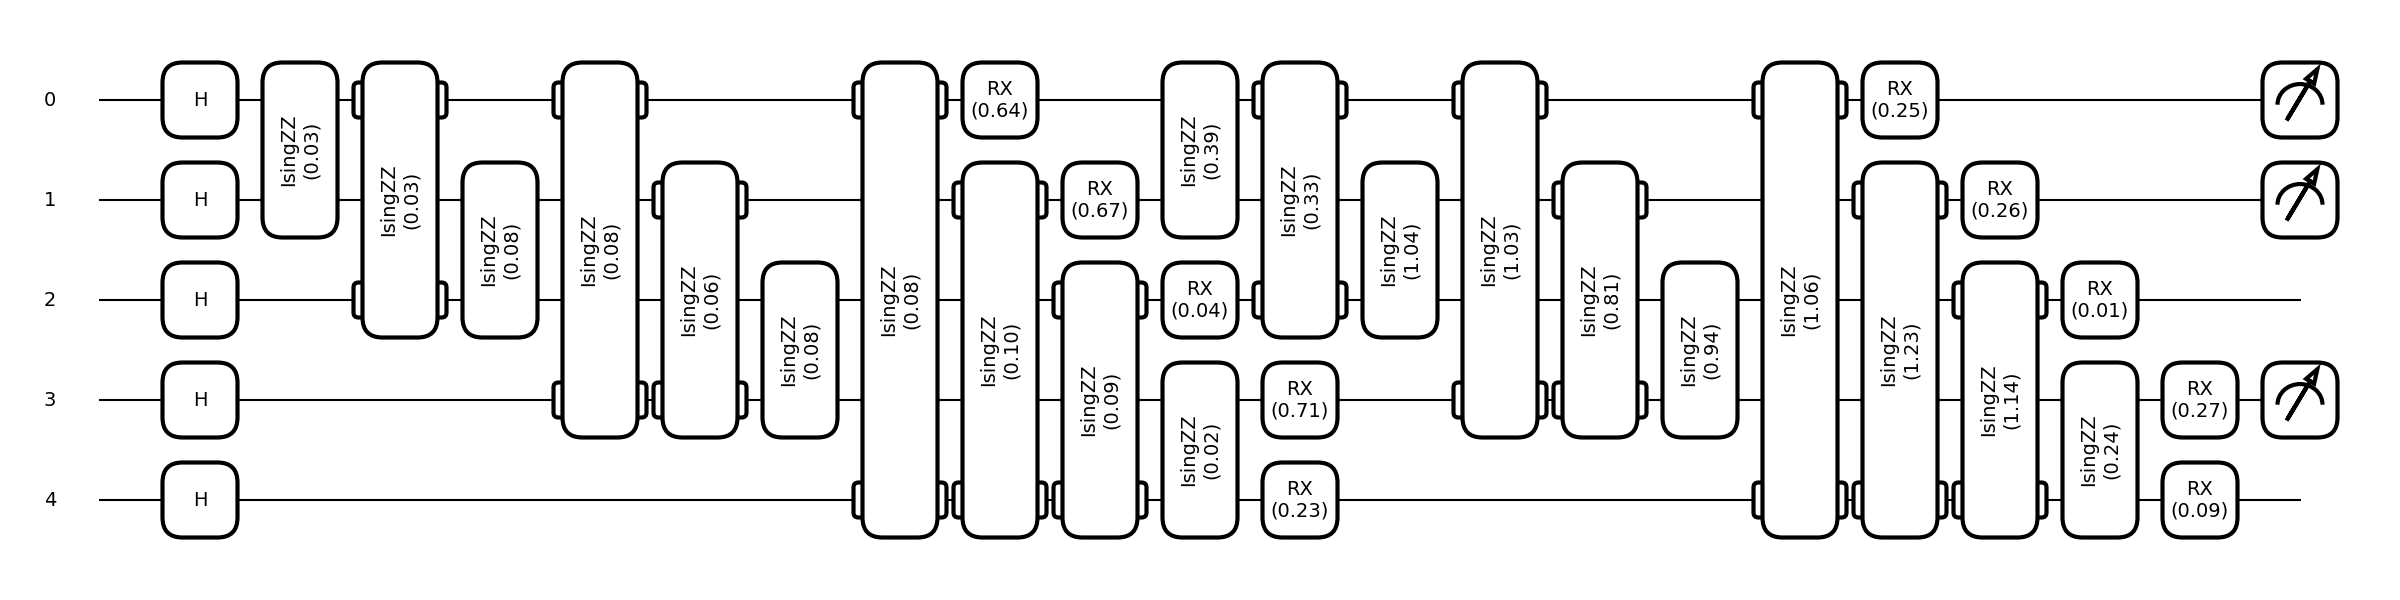 0
H
IsingZZ
(0.03)
IsingZZ
(0.03)
IsingZZ
(0.08)
IsingZZ
(0.08)
RX
(0.64)
IsingZZ
(0.39)
IsingZZ
(0.33)
IsingZZ
(1.03)
IsingZZ
(1.06)
RX
(0.25)
1
H
IsingZZ
(0.08)
IsingZZ
(0.06)
IsingZZ
(0.10)
RX
(0.67)
IsingZZ
(1.04)
IsingZZ
(0.81)
IsingZZ
(1.23)
RX
(0.26)
2
H
IsingZZ
(0.08)
IsingZZ
(0.09)
RX
(0.04)
IsingZZ
(0.94)
IsingZZ
(1.14)
RX
(0.01)
3
H
IsingZZ
(0.02)
RX
(0.71)
IsingZZ
(0.24)
RX
(0.27)
4
H
RX
(0.23)
RX
(0.09)